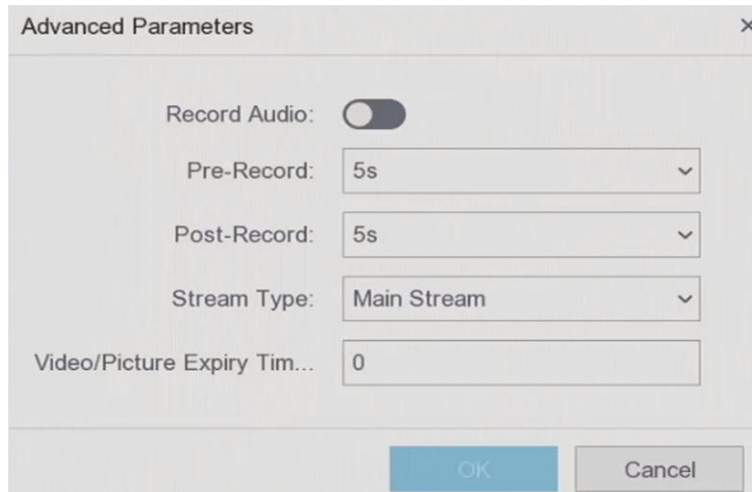 Advanced Parameters
Record Audio:
Pre-Record: 5s
Post-Record: 5s
Stream Type: Main Stream
Video/Picture Expiry Tim... 0
OK Cancel